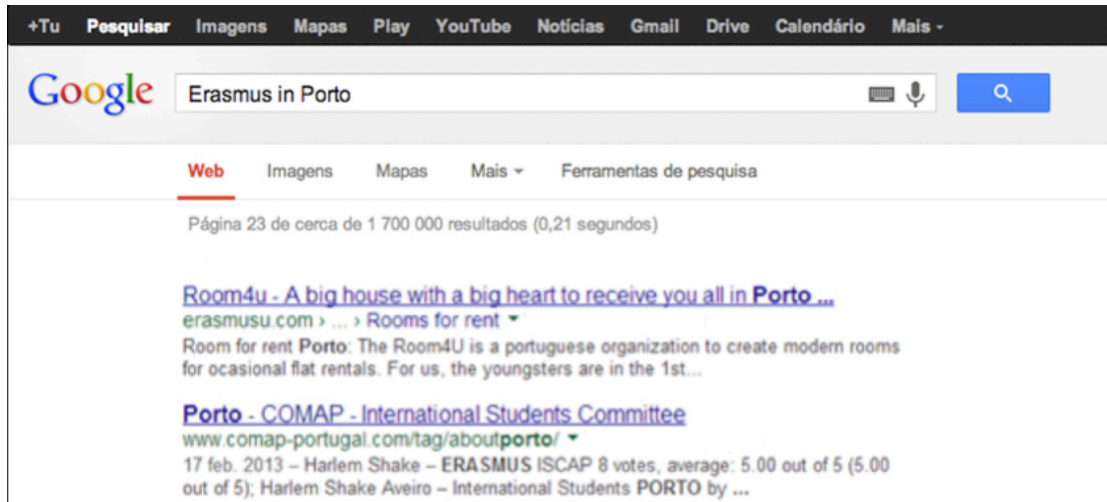 +Tu Pesquisar Imagens Mapas Play YouTube Notícias Gmail Drive Calendário Mais
Google Erasmus in Porto
Web Imagens Mapas Mais Ferramentas de pesquisa
Página 23 de cerca de 1 700 000 resultados (0,21 segundos)
Room4u - A big house with a big heart to receive you all in Porto ...
erasmusu.com › ... › Rooms for rent
Room for rent Porto: The Room4U is a portuguese organization to create modern rooms
for ocasional flat rentals. For us, the youngsters are in the 1st...
Porto - COMAP - International Students Committee
www.comap-portugal.com/tag/aboutporto/
17 feb. 2013 – Harlem Shake – ERASMUS ISCAP 8 votes, average: 5.00 out of 5 (5.00
out of 5); Harlem Shake Aveiro – International Students PORTO by ...